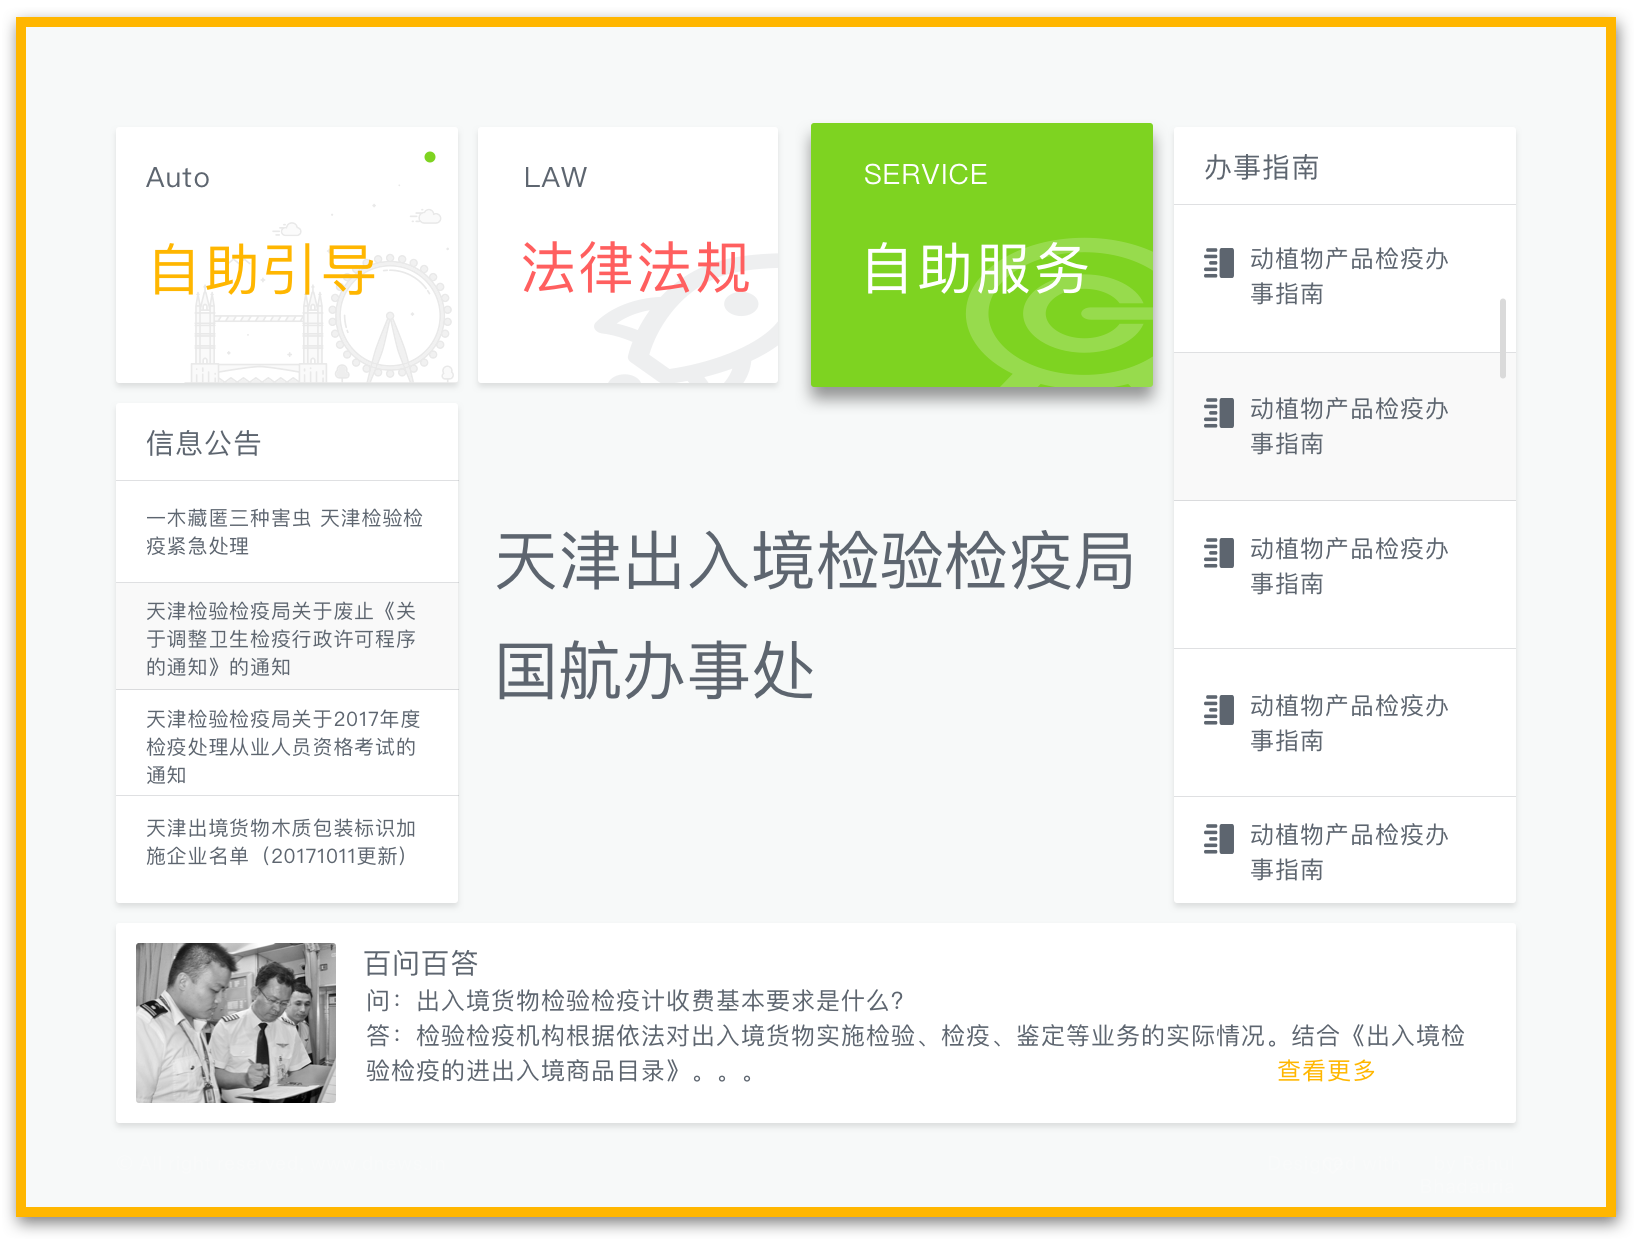 Auto
自助引导
LAW
法律法规
SERVICE
自助服务
办事指南
动植物产品检疫办
事指南
动植物产品检疫办
事指南
动植物产品检疫办
事指南
动植物产品检疫办
事指南
动植物产品检疫办
事指南
信息公告
一木藏匿三种害虫 天津检验检
疫紧急处理
天津检验检疫局关于废止《关
于调整卫生检疫行政许可程序
的通知》的通知
天津检验检疫局关于2017年度
检疫处理从业人员资格考试的
通知
天津出境货物木质包装标识加
施企业名单（20171011更新）
天津出入境检验检疫局
国航办事处
百问百答
问：出入境货物检验检疫计收费基本要求是什么？
答：检验检疫机构根据依法对出入境货物实施检验、检疫、鉴定等业务的实际情况。结合《出入境检
验检疫的进出入境商品目录》。。。
查看更多